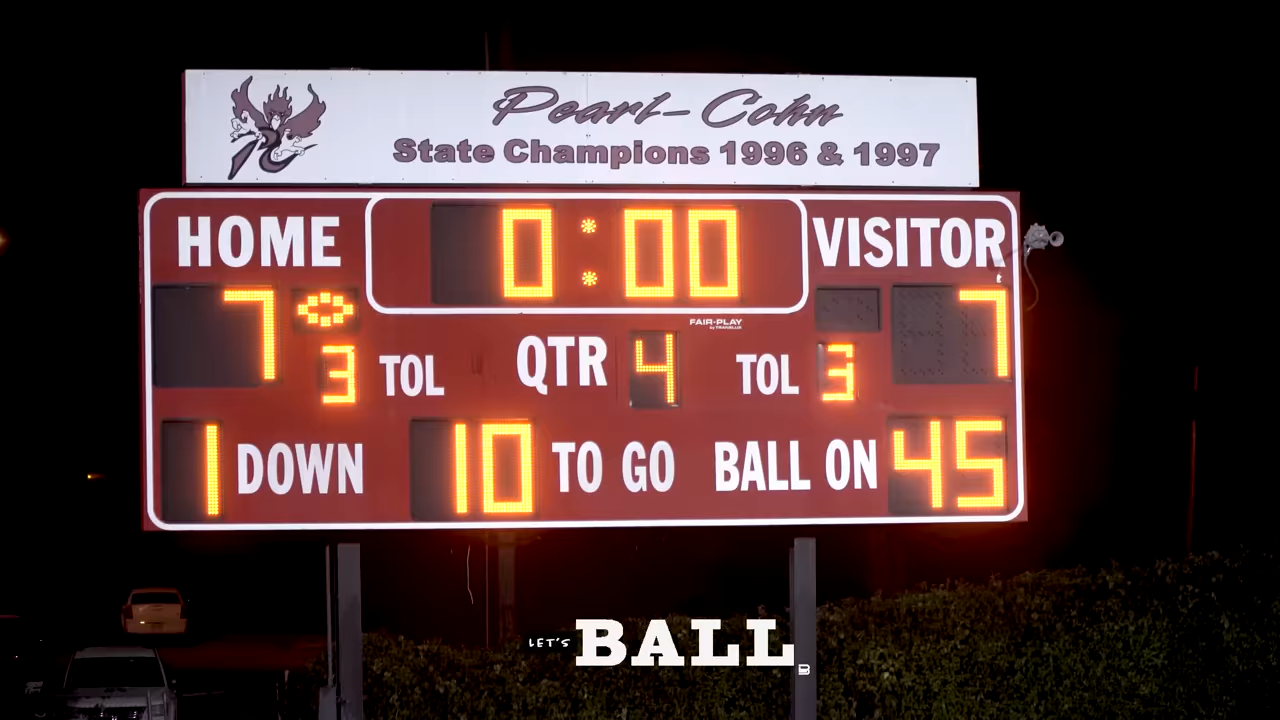 Pearl-Cohn
State Champions 1996 & 1997
HOME 0:00 VISITOR
7 7
FAIR-PLAY
3 TOL QTR 4 TOL 3
1 DOWN 10 TO GO BALL ON 45
LET'S BALL
B